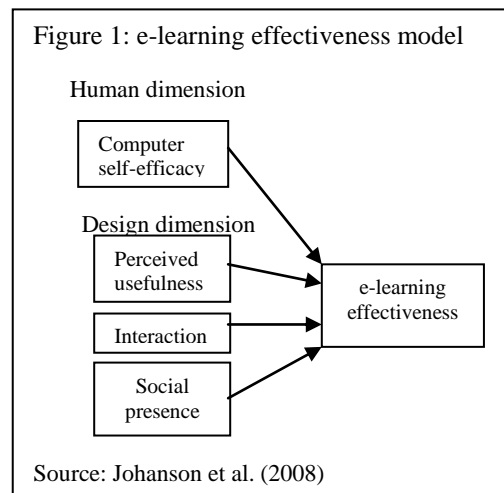 Figure 1: e-learning effectiveness model
Human dimension
Computer
self-efficacy
Design dimension
Perceived
usefulness
Interaction
Social
presence
e-learning
effectiveness
Source: Johanson et al. (2008)